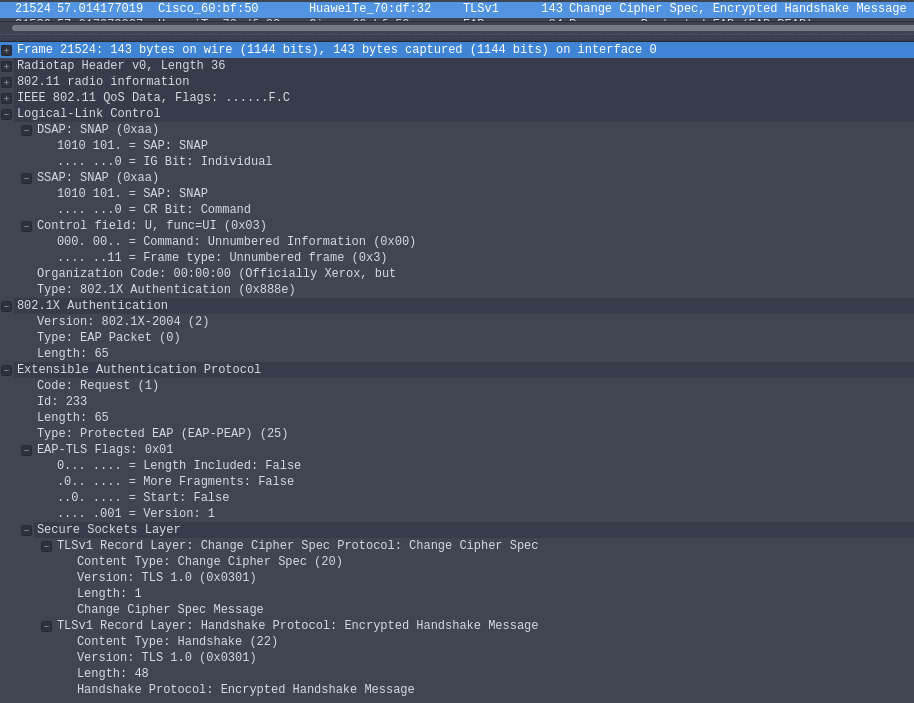 21524 57.014177019 Cisco_60:bf:50 HuaweiTe_70:df:32 TLSv1 143 Change Cipher Spec, Encrypted Handshake Message
Frame 21524: 143 bytes on wire (1144 bits), 143 bytes captured (1144 bits) on interface 0
Radiotap Header v0, Length 36
802.11 radio information
IEEE 802.11 QoS Data, Flags: ......F.C
Logical-Link Control
DSAP: SNAP (0xaa)
1010 101. = SAP: SNAP
.... ...0 = IG Bit: Individual
SSAP: SNAP (0xaa)
1010 101. = SAP: SNAP
.... ...0 = CR Bit: Command
Control field: U, func=UI (0x03)
000. 00.. = Command: Unnumbered Information (0x00)
.... ..11 = Frame type: Unnumbered frame (0x3)
Organization Code: 00:00:00 (Officially Xerox, but
Type: 802.1X Authentication (0x888e)
802.1X Authentication
Version: 802.1X-2004 (2)
Type: EAP Packet (0)
Length: 65
Extensible Authentication Protocol
Code: Request (1)
Id: 233
Length: 65
Type: Protected EAP (EAP-PEAP) (25)
EAP-TLS Flags: 0x01
0... .... = Length Included: False
.0.. .... = More Fragments: False
..0. .... = Start: False
.... .001 = Version: 1
Secure Sockets Layer
TLSv1 Record Layer: Change Cipher Spec Protocol: Change Cipher Spec
Content Type: Change Cipher Spec (20)
Version: TLS 1.0 (0x0301)
Length: 1
Change Cipher Spec Message
TLSv1 Record Layer: Handshake Protocol: Encrypted Handshake Message
Content Type: Handshake (22)
Version: TLS 1.0 (0x0301)
Length: 48
Handshake Protocol: Encrypted Handshake Message